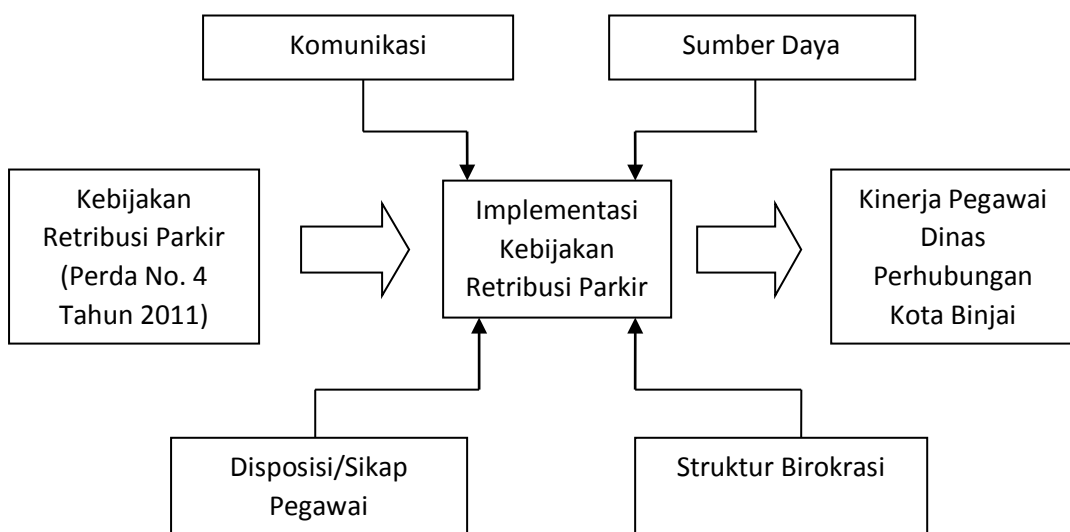 Komunikasi
Sumber Daya
Kebijakan
Retribusi Parkir
(Perda No. 4
Tahun 2011)
Implementasi
Kebijakan
Retribusi Parkir
Kinerja Pegawai
Dinas
Perhubungan
Kota Binjai
Disposisi/Sikap
Pegawai
Struktur Birokrasi